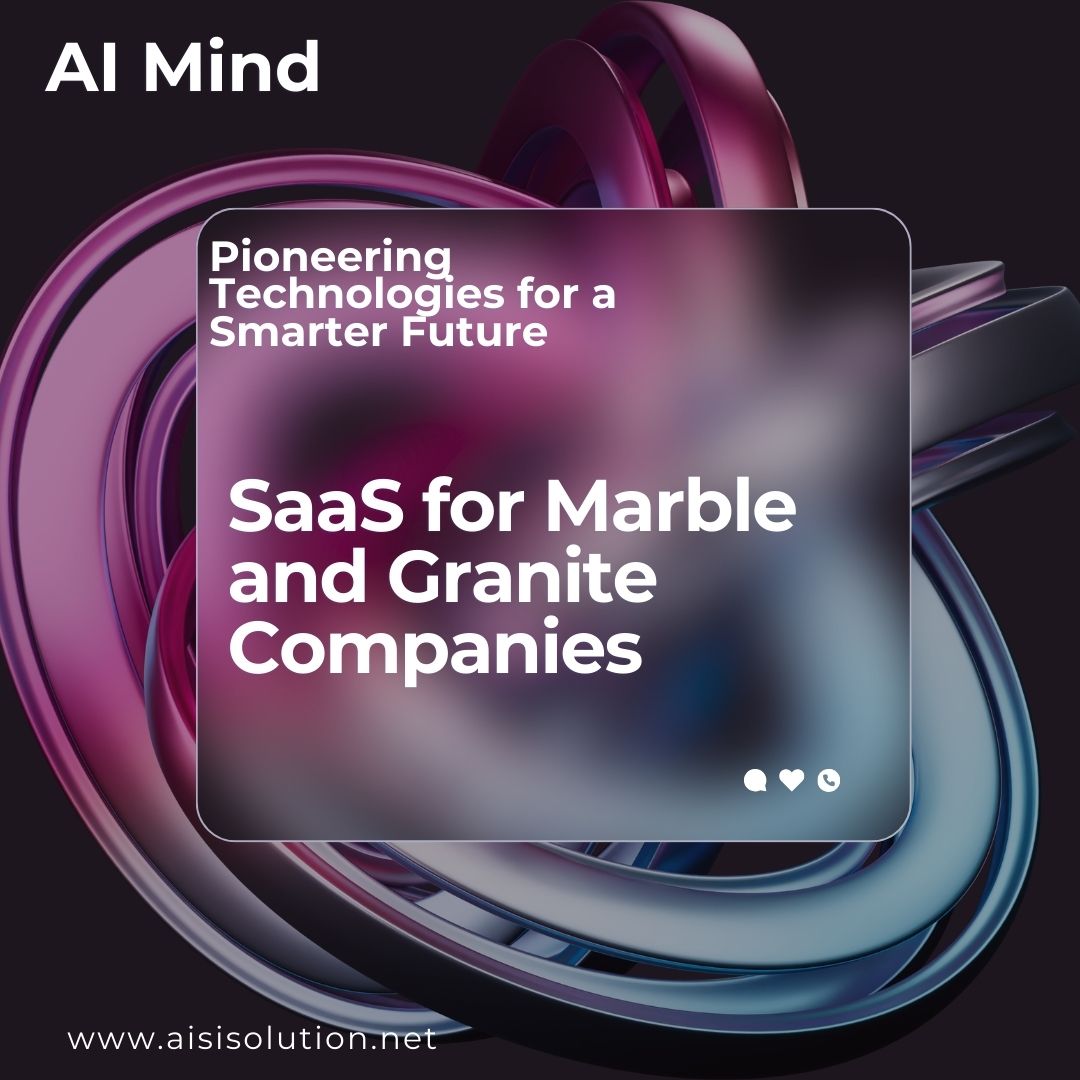 AI Mind
Pioneering
Technologies for a
Smarter Future
SaaS for Marble
and Granite
Companies
www.aisisolution.net